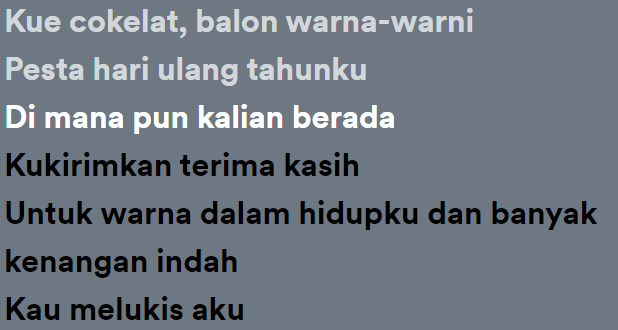 Kue cokelat, balon warna-warni
Pesta hari ulang tahunku
Di mana pun kalian berada
Kukirimkan terima kasih
Untuk warna dalam hidupku dan banyak
kenangan indah
Kau melukis aku